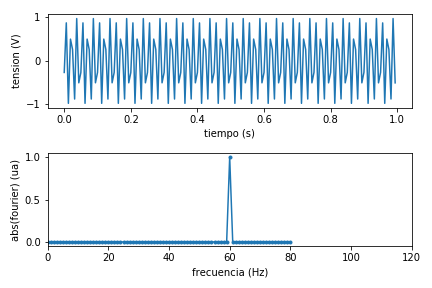 1
0
−1
tension (V)
0.0 0.2 0.4 0.6 0.8 1.0
tiempo (s)
1.0
0.5
0.0
abs(fourier) (ua)
0 20 40 60 80 100 120
frecuencia (Hz)